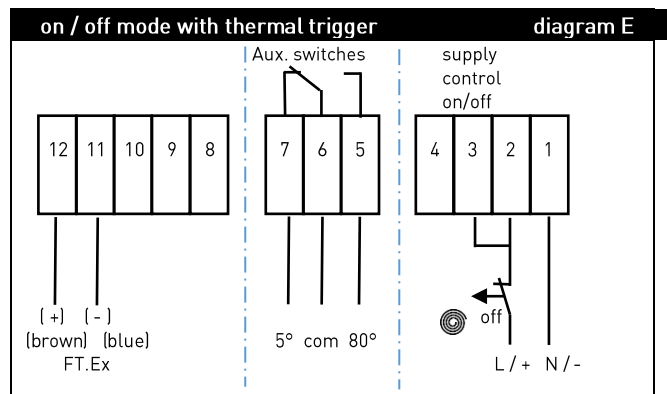 on / off mode with thermal trigger diagram E
Aux. switches
supply
control
on/off
12 11 10 9 8 7 6 5 4 3 2 1
(+) (-)
(brown) (blue)
FT.Ex
5° com 80°
off
L / + N / -